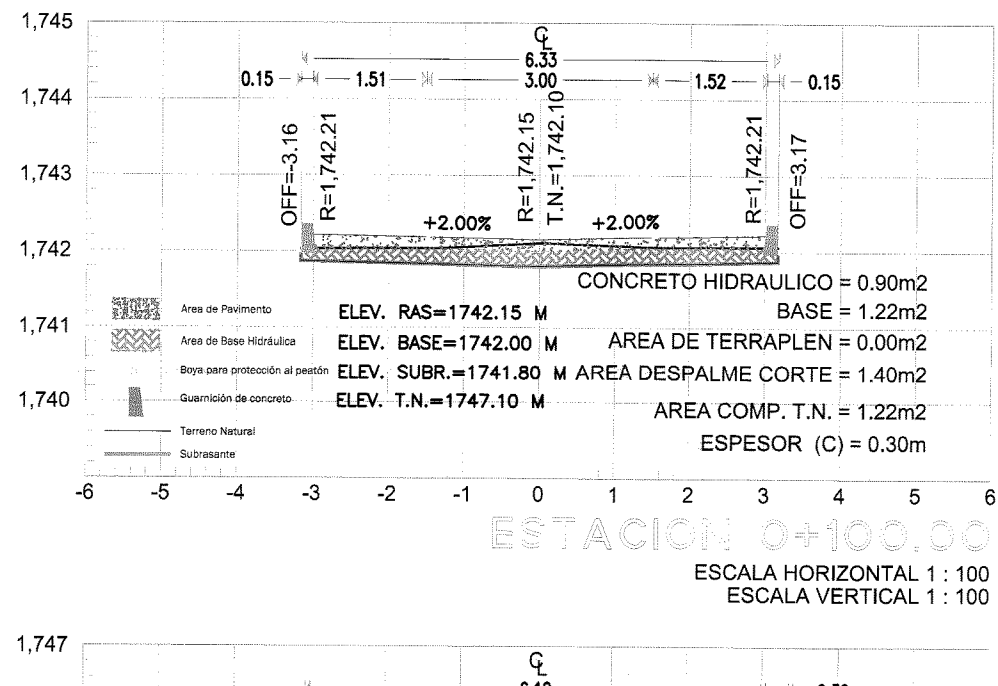 1,745
1,744
1,743
1,742
1,741
1,740
C L
6.33
0.15 1.51 3.00 1.52 0.15
OFF=-3.16
R=1,742.21
R=1,742.15
T.N.=1,742.10
R=1,742.21
OFF=3.17
+2.00% +2.00%
CONCRETO HIDRAULICO = 0.90m2
BASE = 1.22m2
AREA DE TERRAPLEN = 0.00m2
AREA DESPALME CORTE = 1.40m2
AREA COMP. T.N. = 1.22m2
ESPESOR (C) = 0.30m
Area de Pavimento
Area de Base Hidráulica
Boya para protección al peatón
Guarnición de concreto
Terreno Natural
Subrasante
ELEV. RAS=1742.15 M
ELEV. BASE=1742.00 M
ELEV. SUBR.=1741.80 M
ELEV. T.N.=1747.10 M
-6 -5 -4 -3 -2 -1 0 1 2 3 4 5 6
ESTACION 0+100.00
ESCALA HORIZONTAL 1 : 100
ESCALA VERTICAL 1 : 100
1,747
C L